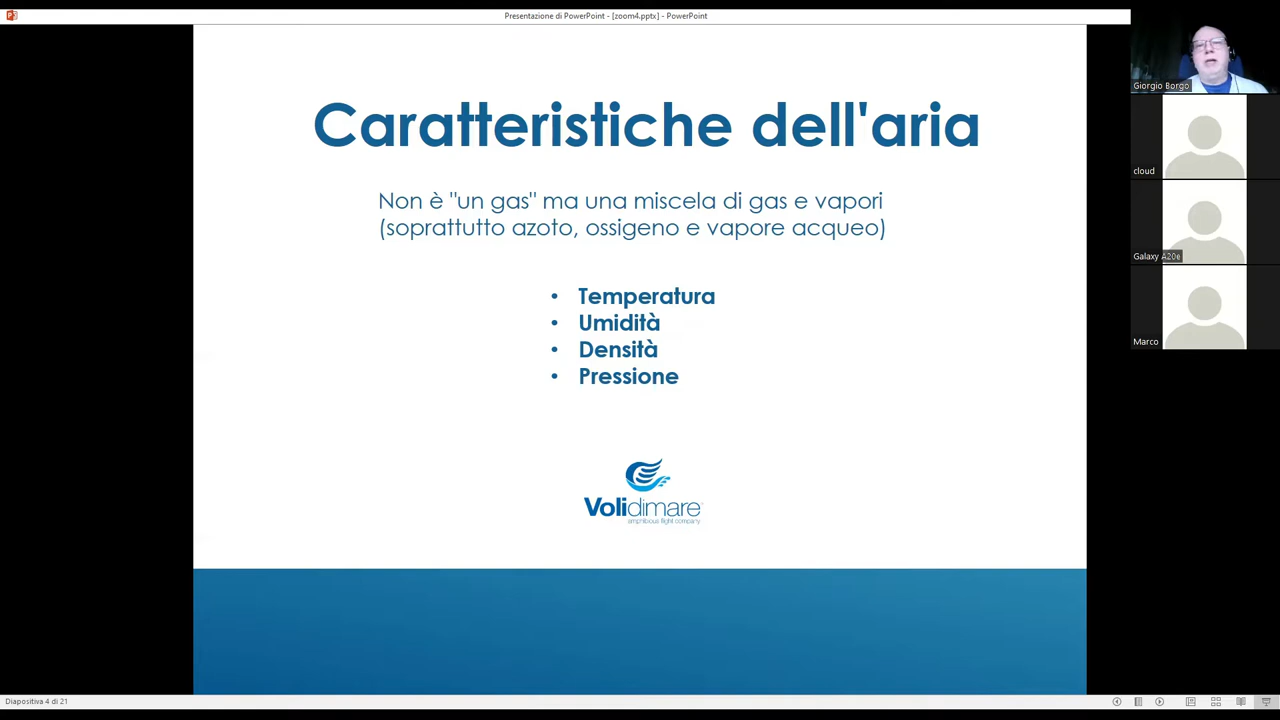 Presentazione di PowerPoint - [zoom4.pptx] - PowerPoint
Caratteristiche dell'aria
Non è "un gas" ma una miscela di gas e vapori
(soprattutto azoto, ossigeno e vapore acqueo)
• Temperatura
• Umidità
• Densità
• Pressione
Volidimare
amphibious flight company
Giorgio Borgo
cloud
Galaxy A20e
Marco
Diapositiva 4 di 21